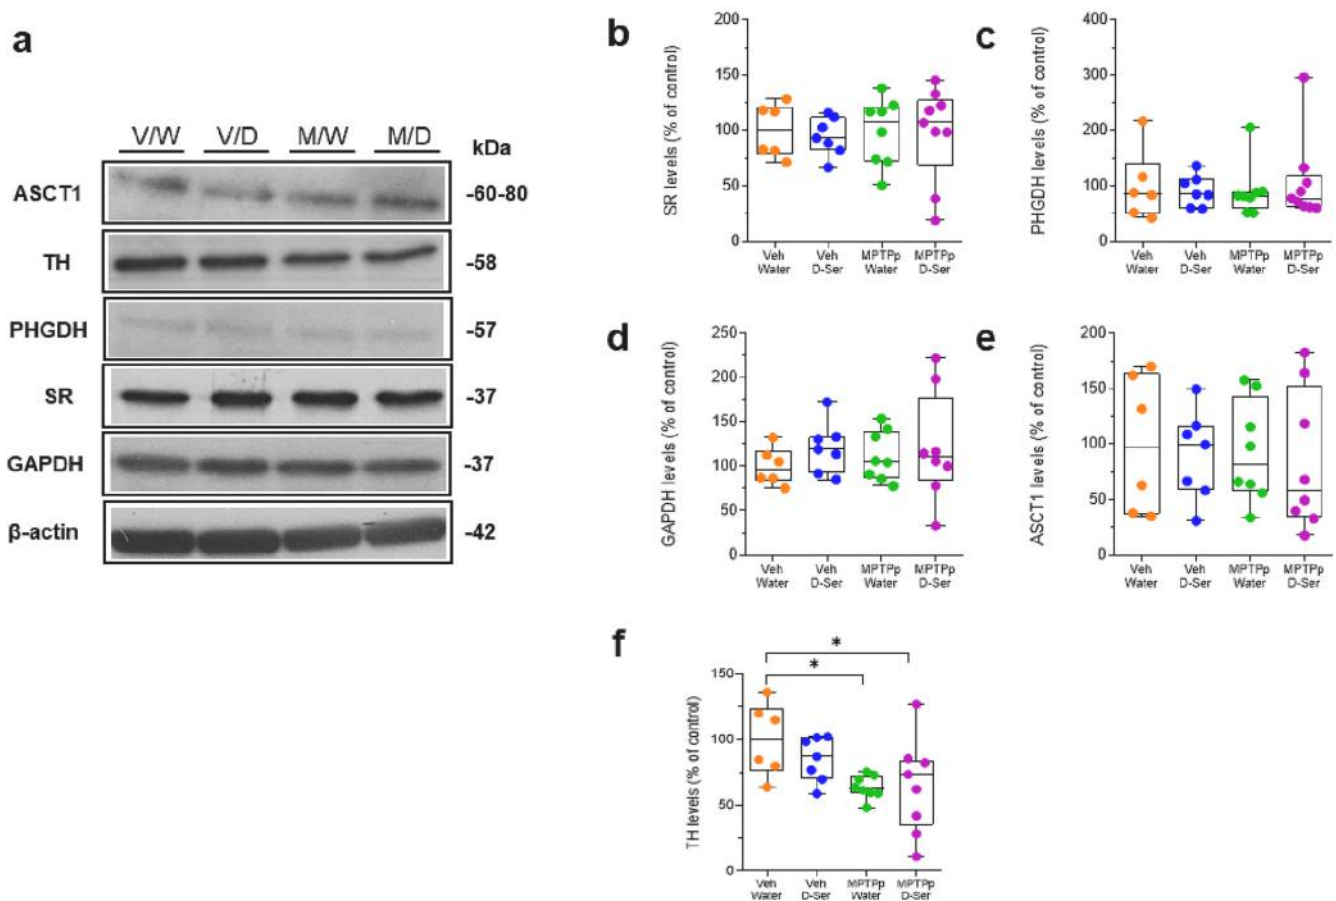 a
V/W V/D M/W M/D
kDa
ASCT1 -60-80
TH -58
PHGDH -57
SR -37
GAPDH -37
β-actin -42
b
SR levels (% of control)
200
150
100
50
0
Veh Water
Veh D-Ser
MPTPp Water
MPTPp D-Ser
c
PHGDH levels (% of control)
400
300
200
100
0
Veh Water
Veh D-Ser
MPTPp Water
MPTPp D-Ser
d
GAPDH levels (% of control)
250
200
150
100
50
0
Veh Water
Veh D-Ser
MPTPp Water
MPTPp D-Ser
e
ASCT1 levels (% of control)
200
150
100
50
0
Veh Water
Veh D-Ser
MPTPp Water
MPTPp D-Ser
f
*
*
TH levels (% of control)
150
100
50
0
Veh Water
Veh D-Ser
MPTPp Water
MPTPp D-Ser